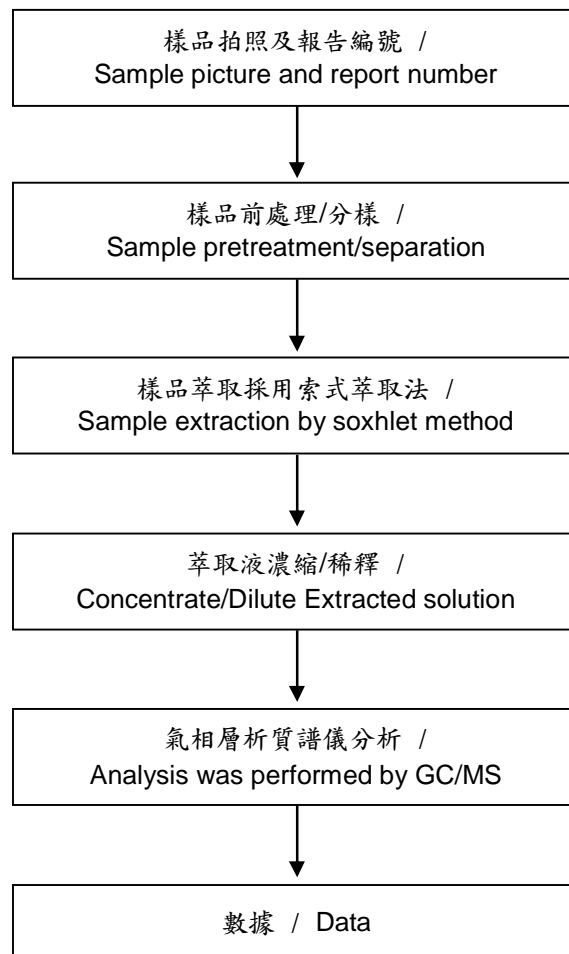 樣品拍照及報告編號 /
Sample picture and report number
樣品前處理/分樣 /
Sample pretreatment/separation
樣品萃取採用索式萃取法 /
Sample extraction by soxhlet method
萃取液濃縮/稀釋 /
Concentrate/Dilute Extracted solution
氣相層析質譜儀分析 /
Analysis was performed by GC/MS
數據 / Data